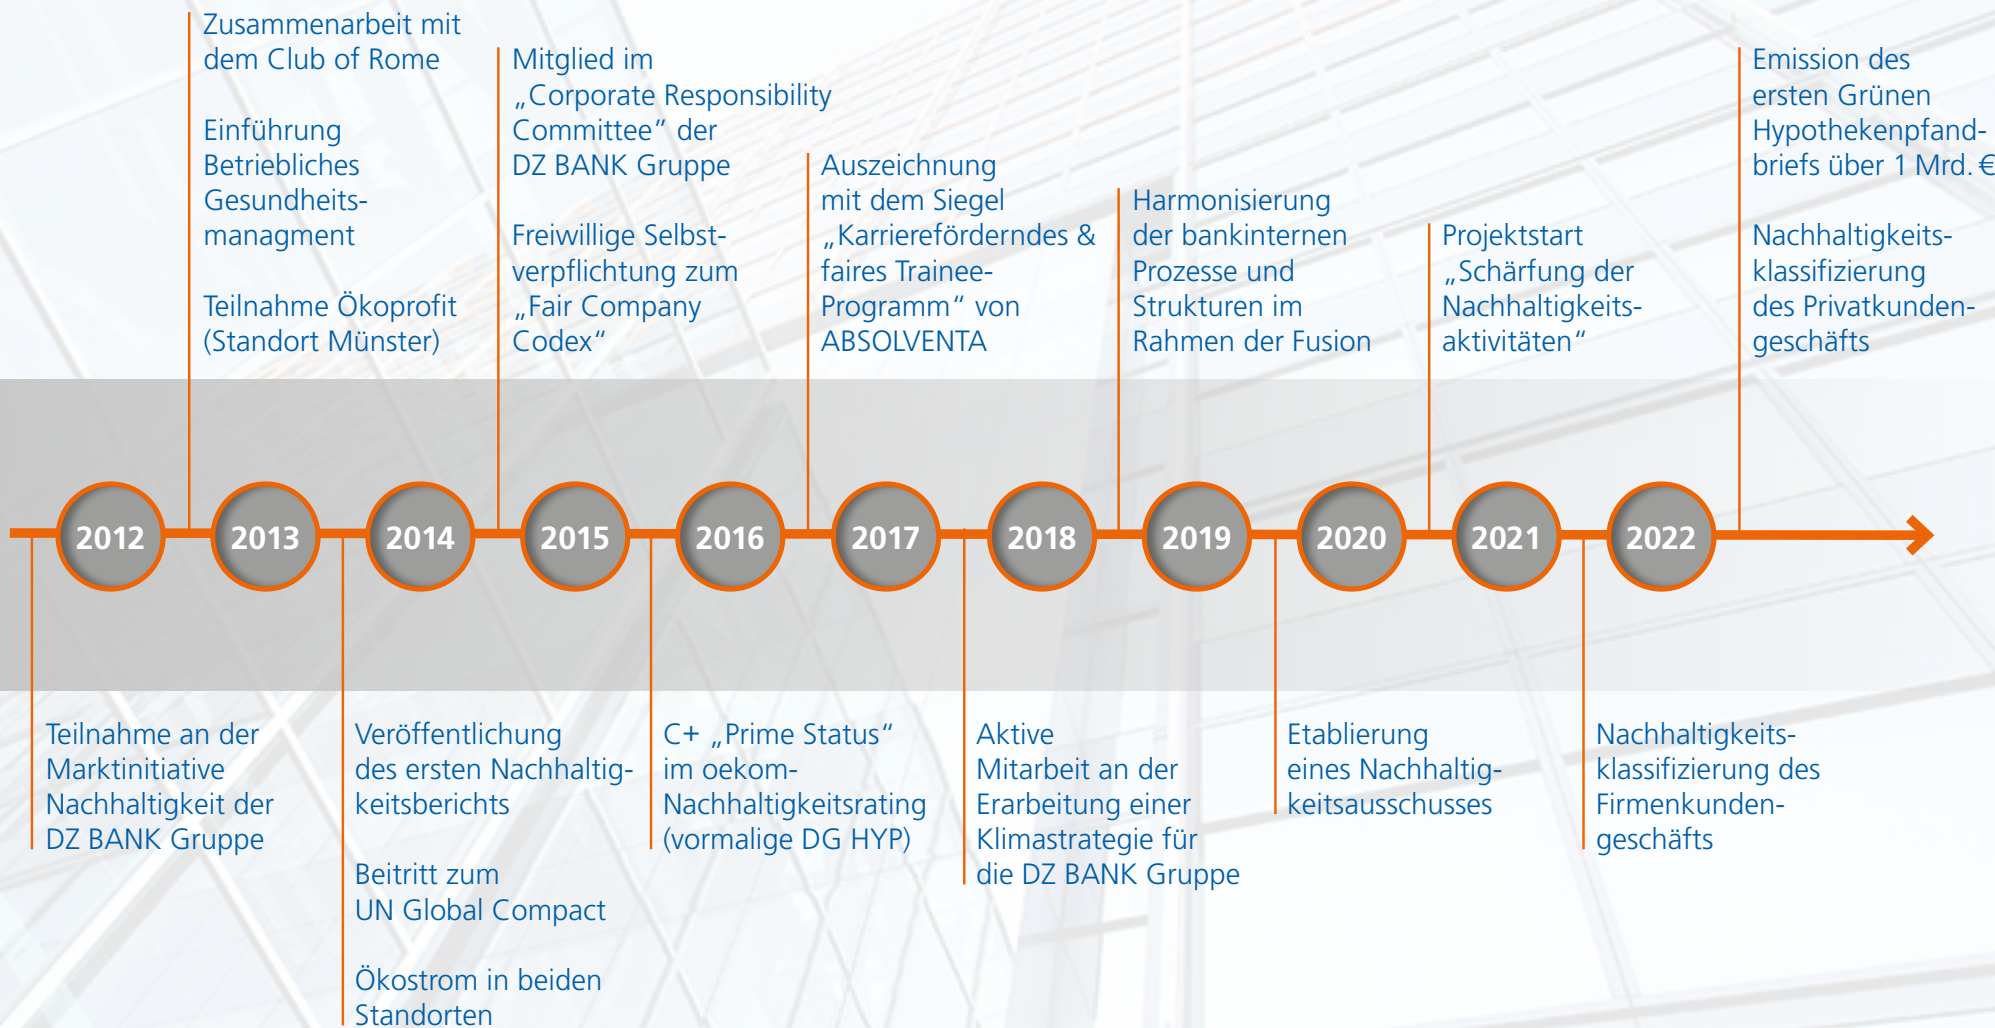 Zusammenarbeit mit
dem Club of Rome
Einführung
Betriebliches
Gesundheits-
managment
Teilnahme Ökoprofit
(Standort Münster)
Mitglied im
„Corporate Responsibility
Committee“ der
DZ BANK Gruppe
Freiwillige Selbst-
verpflichtung zum
„Fair Company
Codex“
Auszeichnung
mit dem Siegel
„Karriereförderndes &
faires Trainee-
Programm“ von
ABSOLVENTA
Harmonisierung
der bankinternen
Prozesse und
Strukturen im
Rahmen der Fusion
Projektstart
„Schärfung der
Nachhaltigkeits-
aktivitäten“
Emission des
ersten Grünen
Hypothekenpfand-
briefs über 1 Mrd. €
Nachhaltigkeits-
klassifizierung
des Privatkunden-
geschäfts
2012
2013
2014
2015
2016
2017
2018
2019
2020
2021
2022
Teilnahme an der
Marktinitiative
Nachhaltigkeit der
DZ BANK Gruppe
Veröffentlichung
des ersten Nachhaltig-
keitsberichts
Beitritt zum
UN Global Compact
Ökostrom in beiden
Standorten
C+ „Prime Status“
im oekom-
Nachhaltigkeitsrating
(vormalige DG HYP)
Aktive
Mitarbeit an der
Erarbeitung einer
Klimastrategie für
die DZ BANK Gruppe
Etablierung
eines Nachhaltig-
keitsausschusses
Nachhaltigkeits-
klassifizierung des
Firmenkunden-
geschäfts